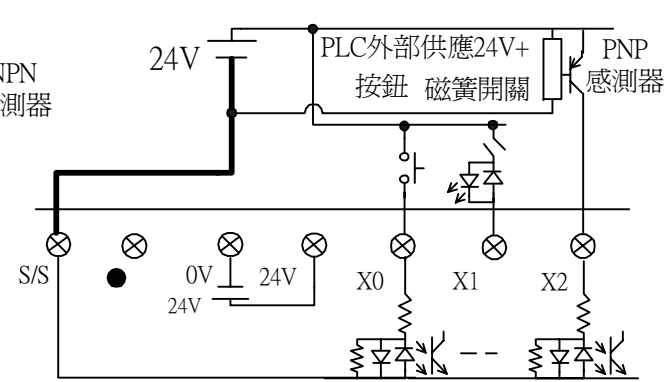 24V
PLC外部供應24V+
按鈕 磁簧開關
PNP
感測器
NPN
測器
S/S
0V
24V
24V
X0
X1
X2